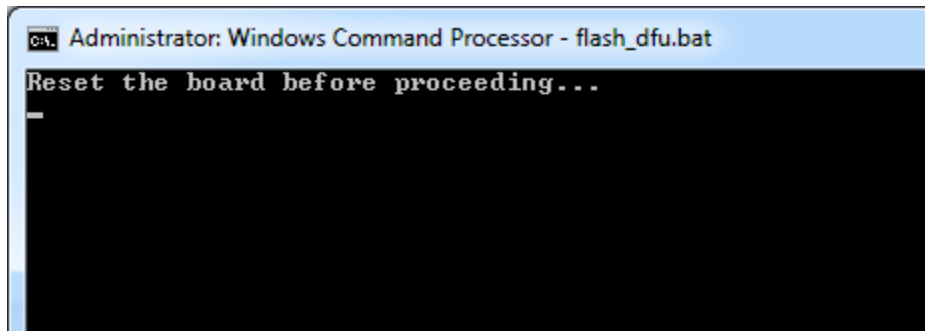 Administrator: Windows Command Processor - flash_dfu.bat
Reset the board before proceeding...